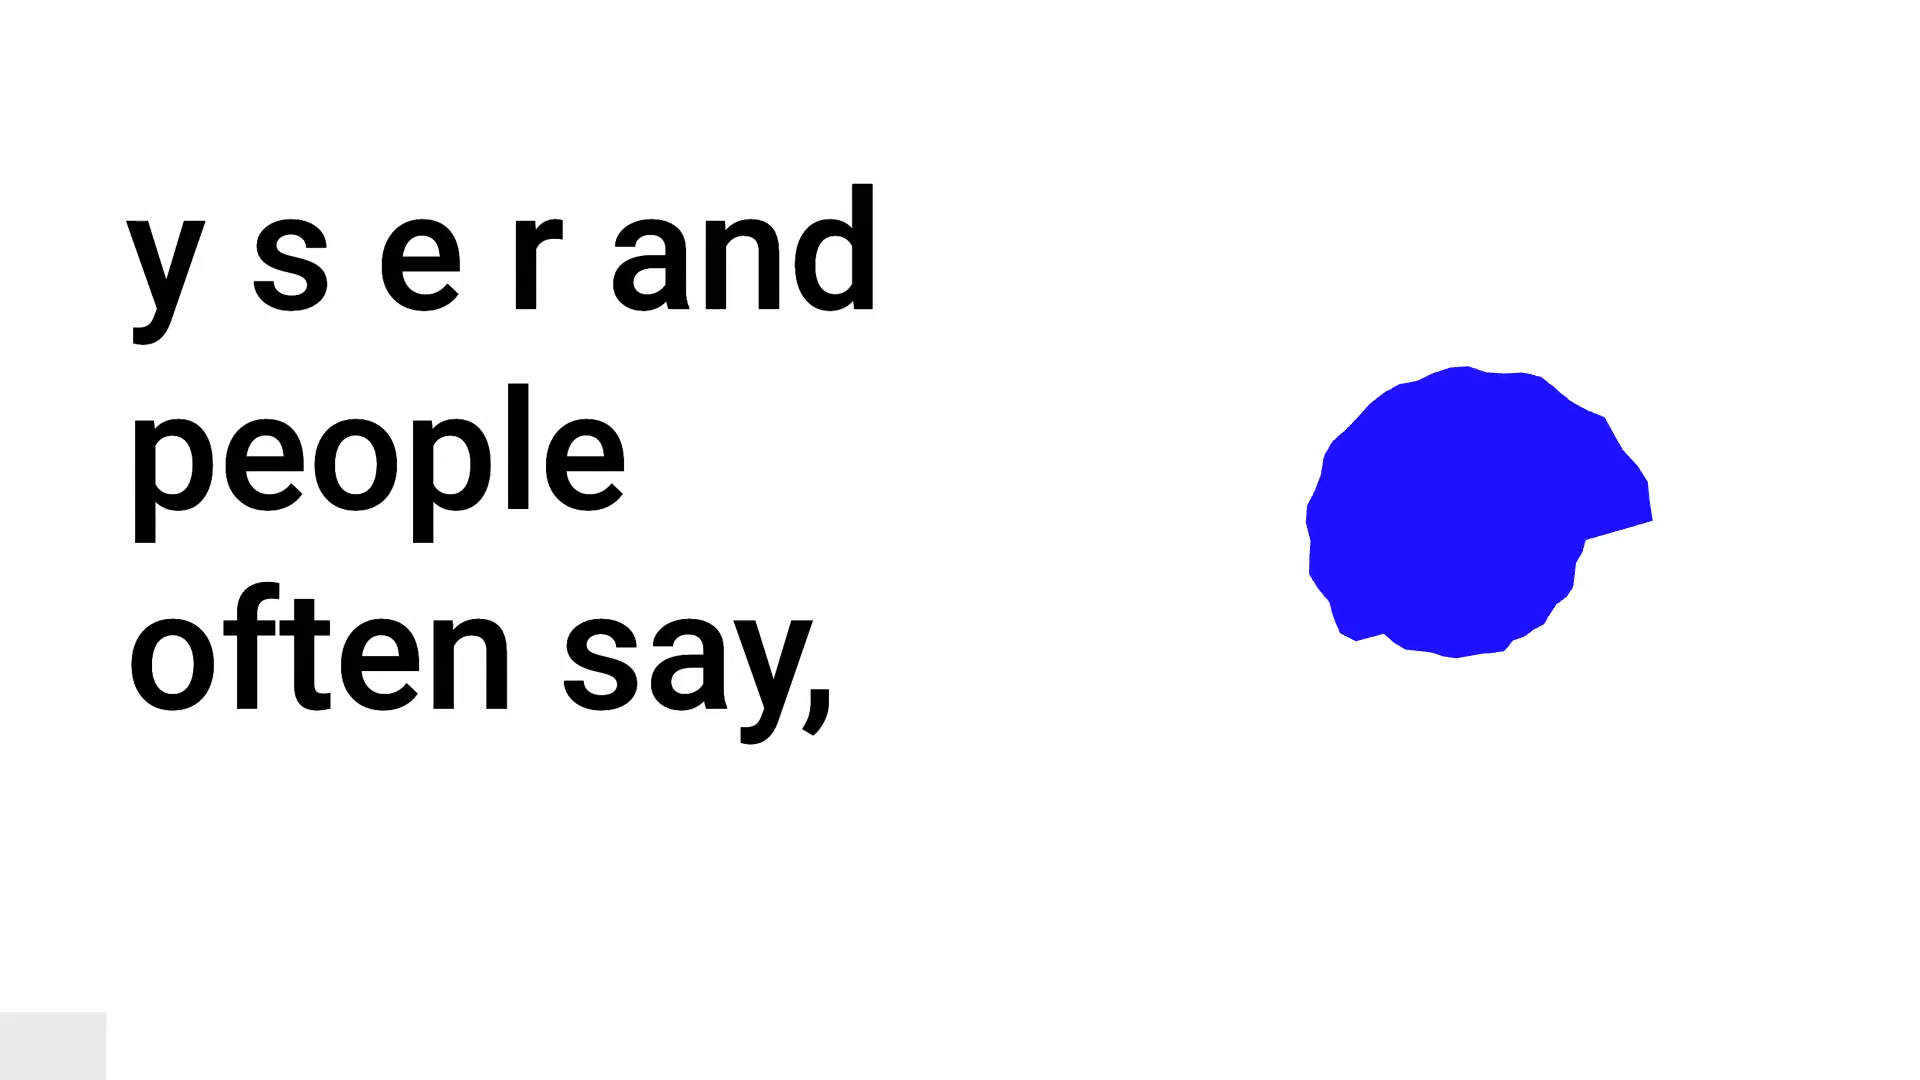 y s e r and
people
often say,